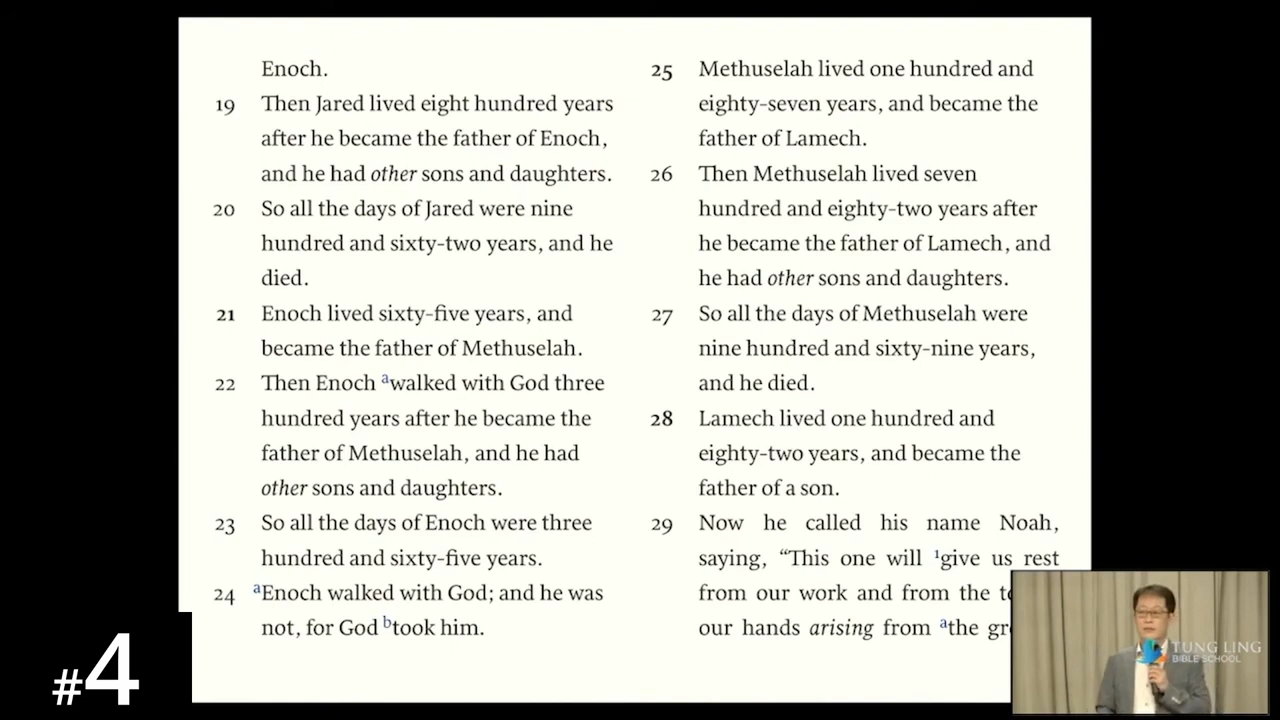 Enoch.
19 Then Jared lived eight hundred years
after he became the father of Enoch,
and he had other sons and daughters.
20 So all the days of Jared were nine
hundred and sixty-two years, and he
died.
21 Enoch lived sixty-five years, and
became the father of Methuselah.
22 Then Enoch ᵃwalked with God three
hundred years after he became the
father of Methuselah, and he had
other sons and daughters.
23 So all the days of Enoch were three
hundred and sixty-five years.
24 ᵃEnoch walked with God; and he was
not, for God ᵇtook him.
25 Methuselah lived one hundred and
eighty-seven years, and became the
father of Lamech.
26 Then Methuselah lived seven
hundred and eighty-two years after
he became the father of Lamech, and
he had other sons and daughters.
27 So all the days of Methuselah were
nine hundred and sixty-nine years,
and he died.
28 Lamech lived one hundred and
eighty-two years, and became the
father of a son.
29 Now he called his name Noah,
saying, “This one will ¹give us rest
from our work and from the
our hands arising from ᵃthe
#4
TUNG LING
BIBLE SCHOOL